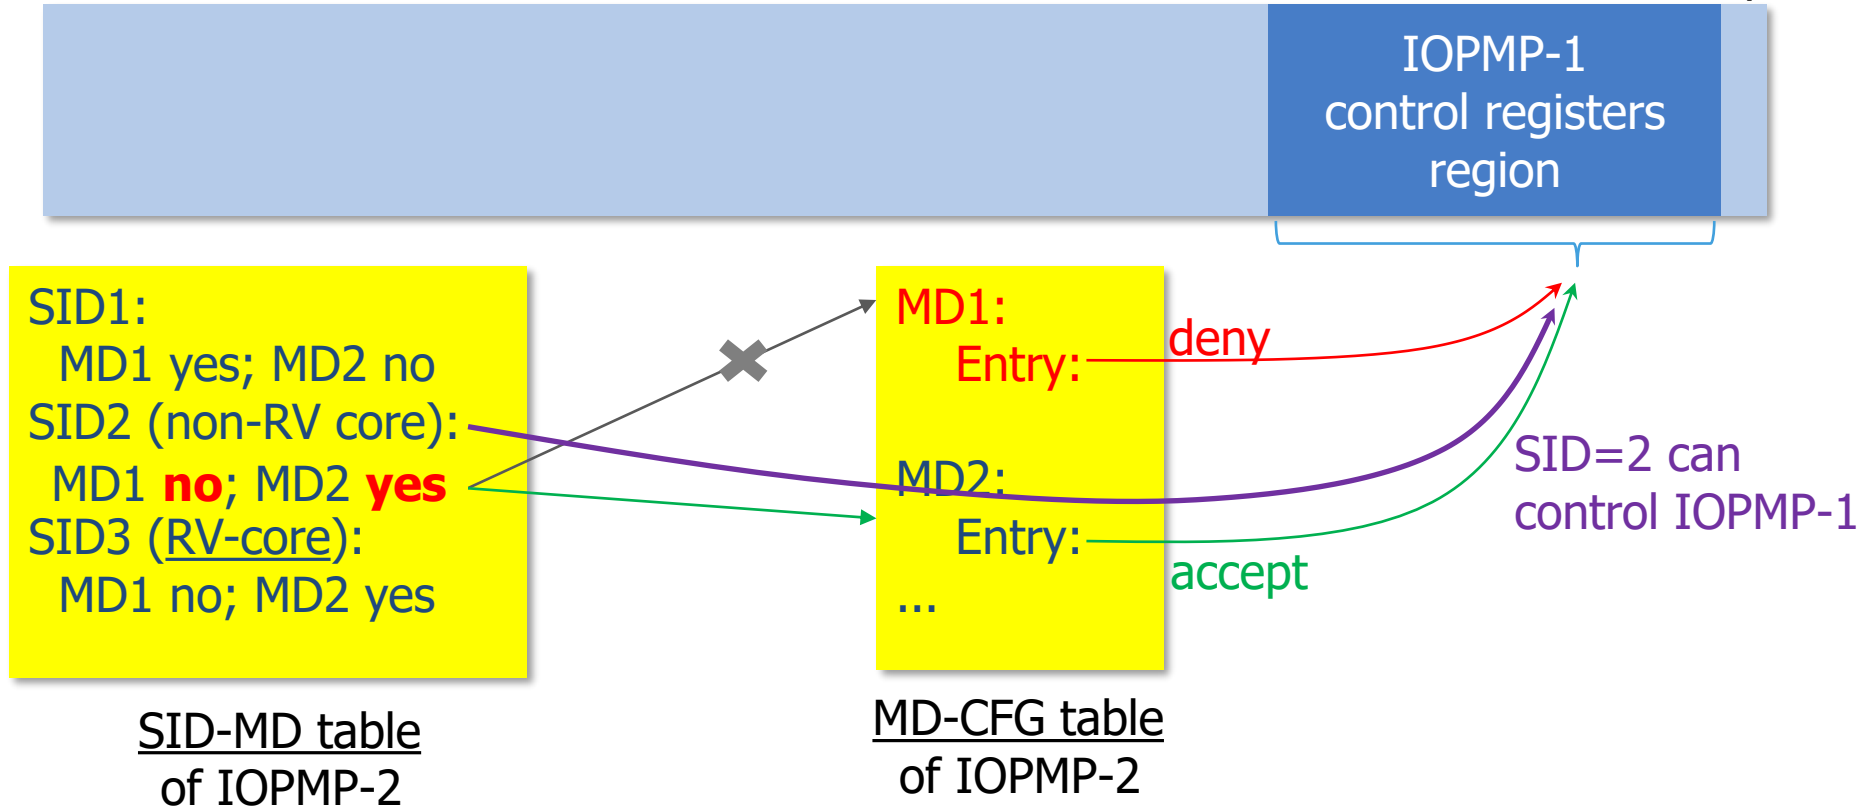 IOPMP-1
control registers
region
SID1:
MD1 yes; MD2 no
SID2 (non-RV core):
MD1 no; MD2 yes
SID3 (RV-core):
MD1 no; MD2 yes
SID-MD table
of IOPMP-2
MD1:
Entry:
MD2:
Entry:
...
MD-CFG table
of IOPMP-2
deny
accept
SID=2 can
control IOPMP-1